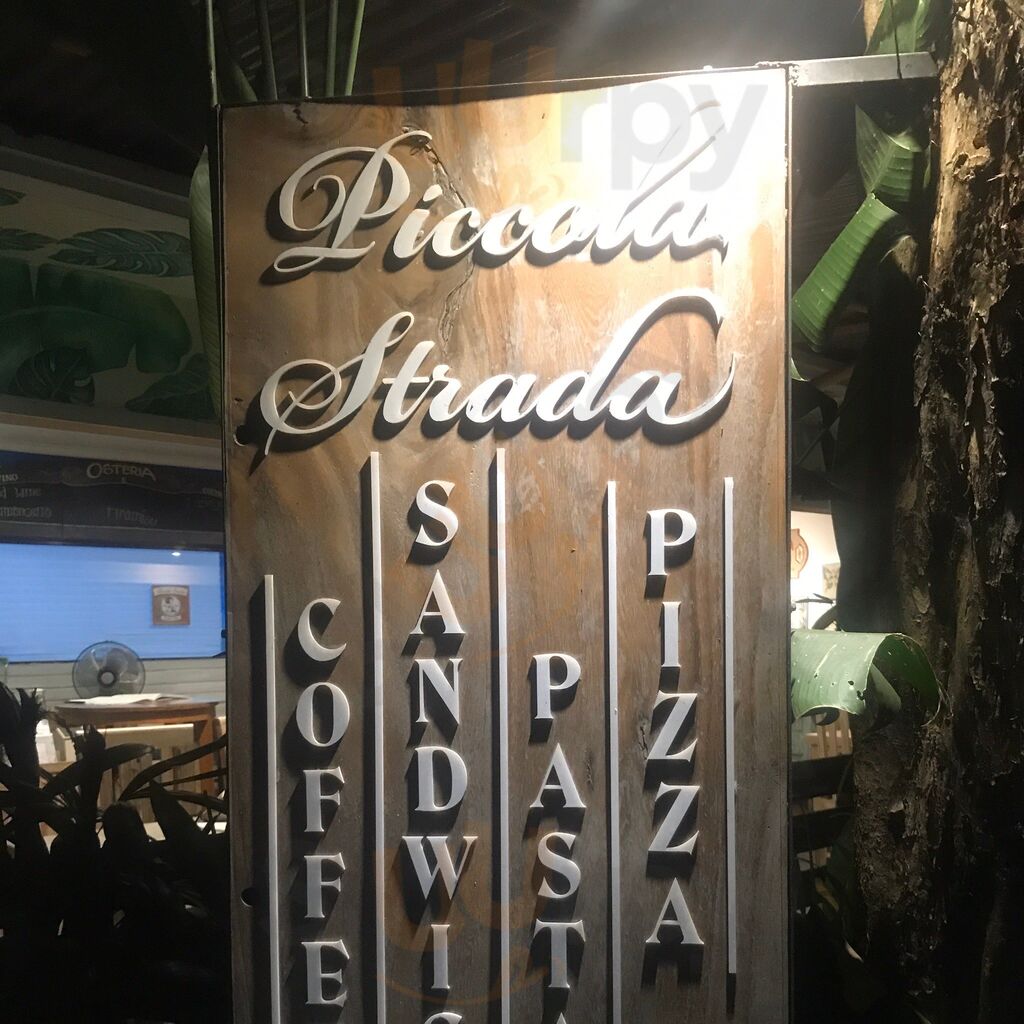 Piccola
Strada
COFFE
SANDWIC
PASTA
PIZZA
OSTERIA